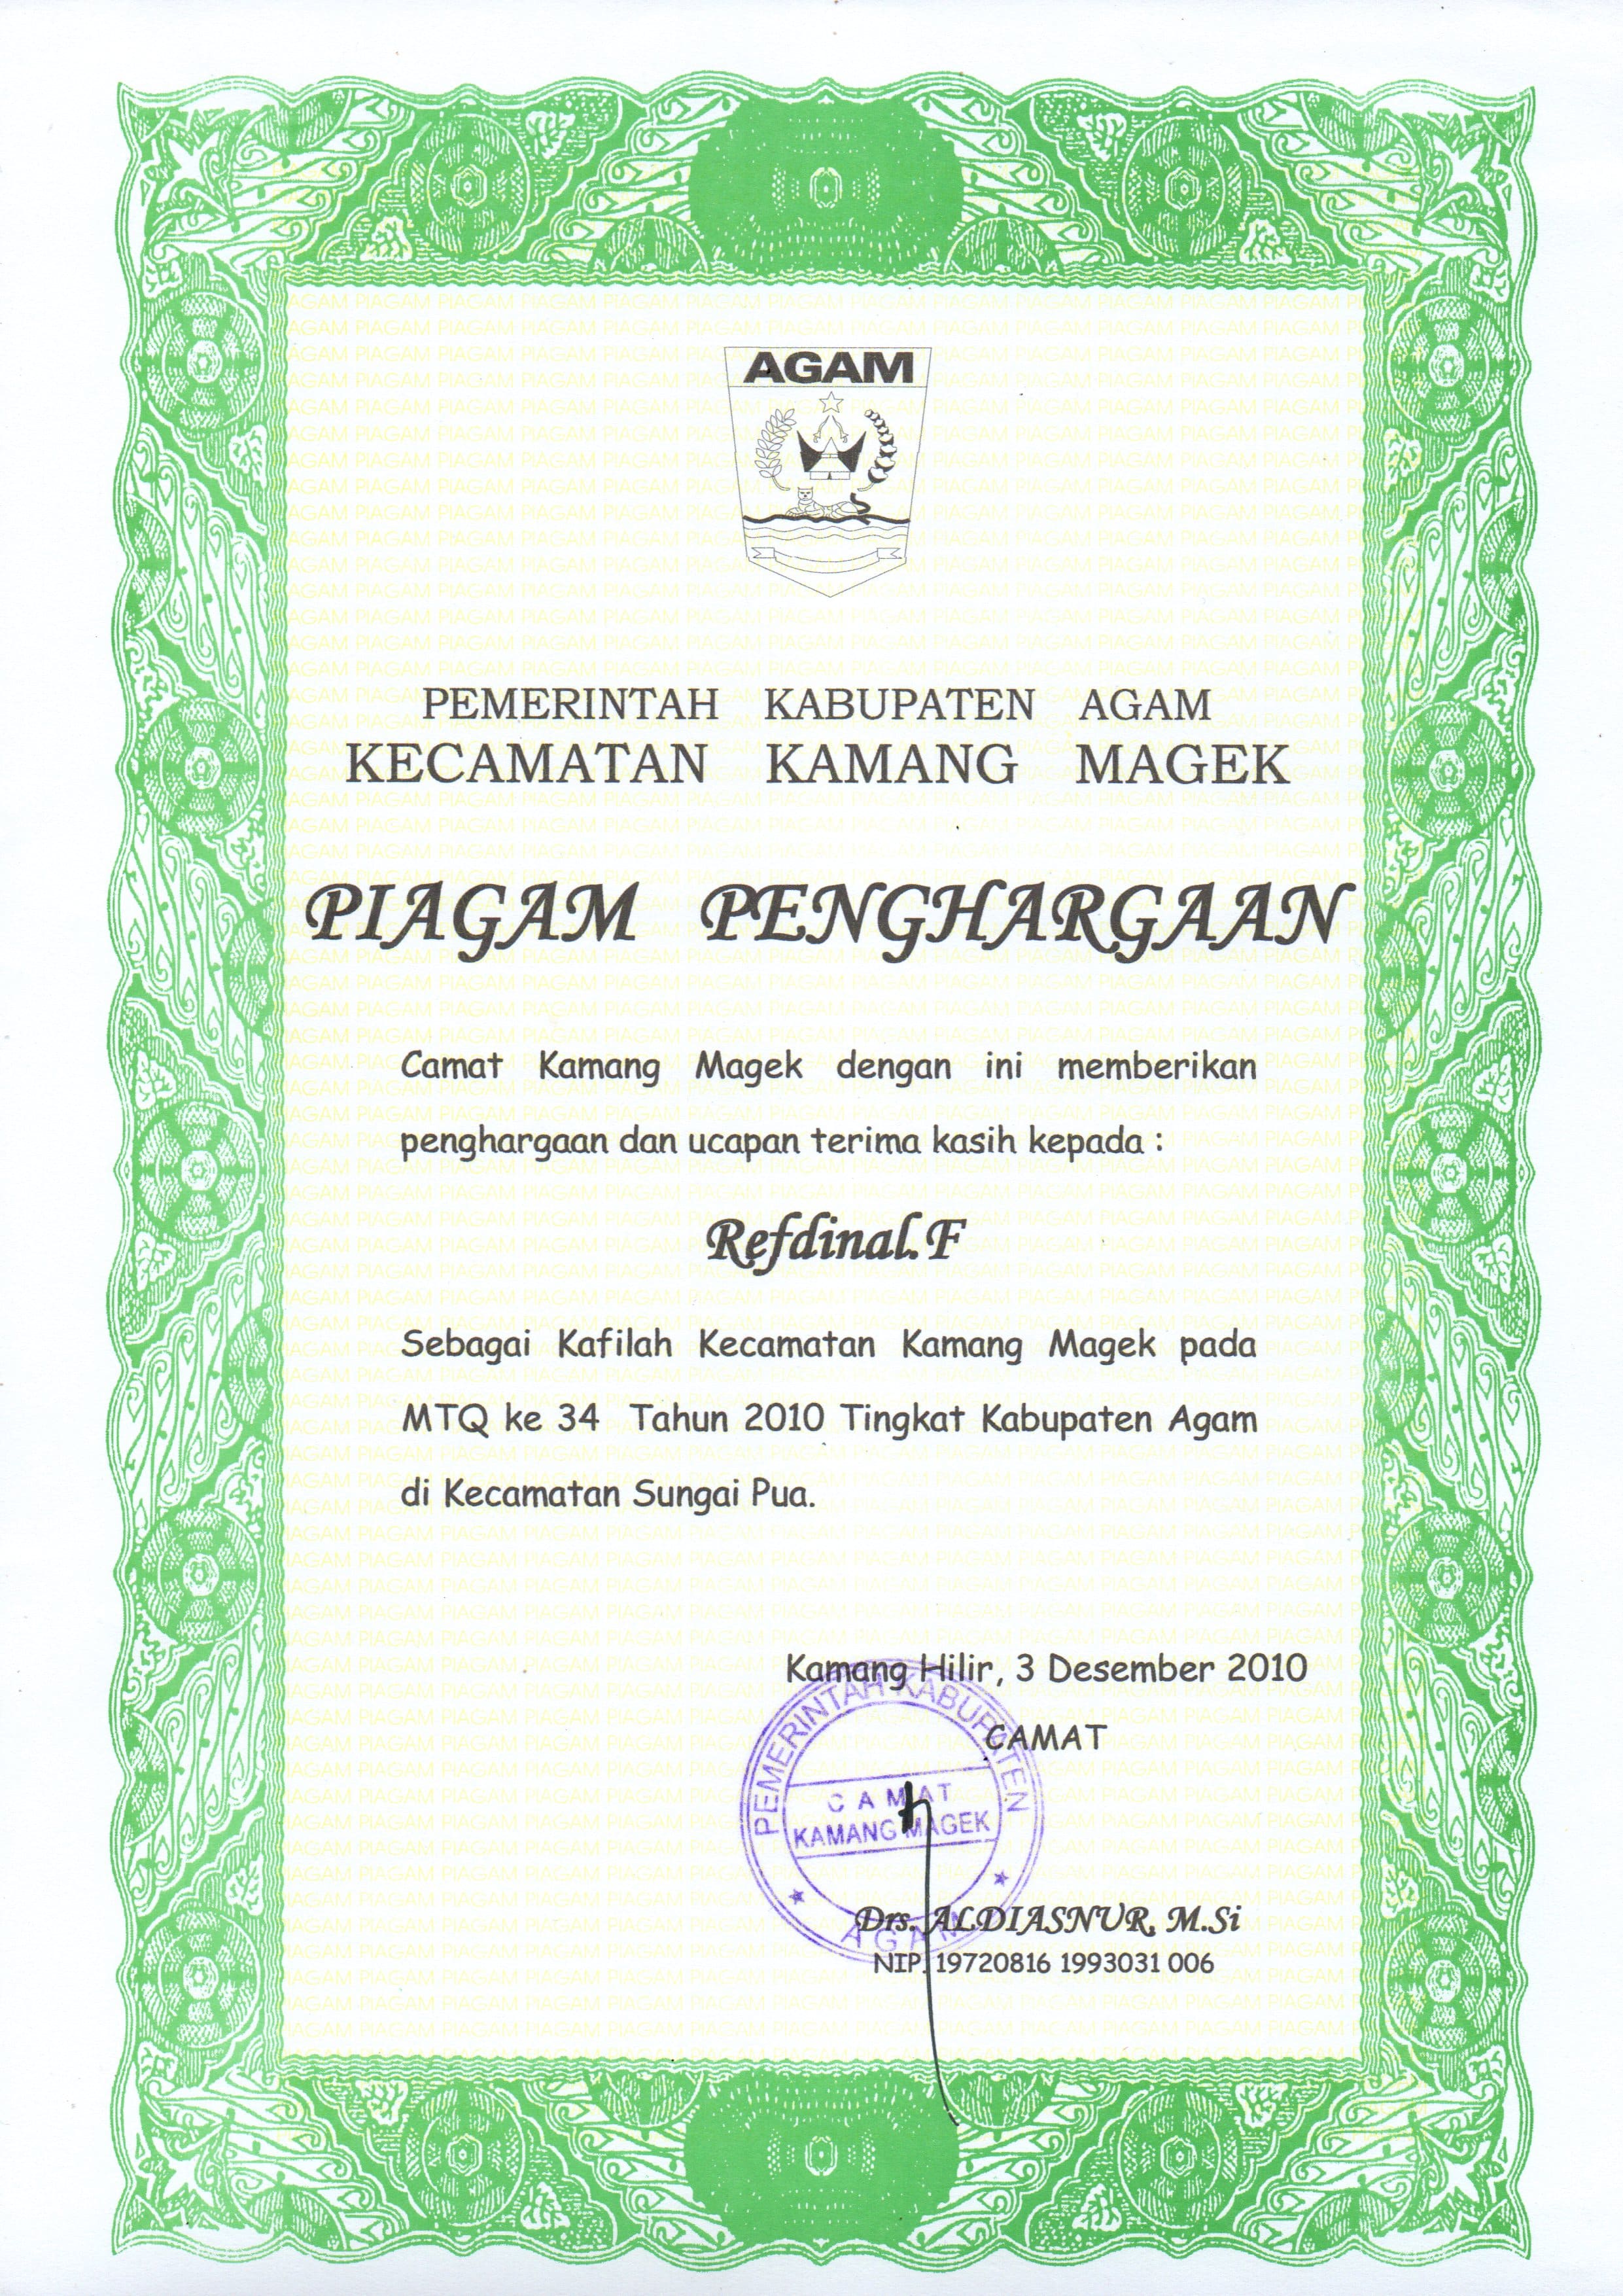 AGAM
PEMERINTAH KABUPATEN AGAM
KECAMATAN KAMANG MAGEK
PIAGAM PENGHARGAAN
Camat Kamang Magek dengan ini memberikan
penghargaan dan ucapan terima kasih kepada :
Refdinal.F
Sebagai Kafilah Kecamatan Kamang Magek pada
MTQ ke 34 Tahun 2010 Tingkat Kabupaten Agam
di Kecamatan Sungai Pua.
Kamang Hilir, 3 Desember 2010
CAMAT
PEMERINTAH KABUPATEN
CAMAT
KAMANG MAGEK
AGAM
Drs. ALDIASNUR, M.Si
NIP. 19720816 1993031 006